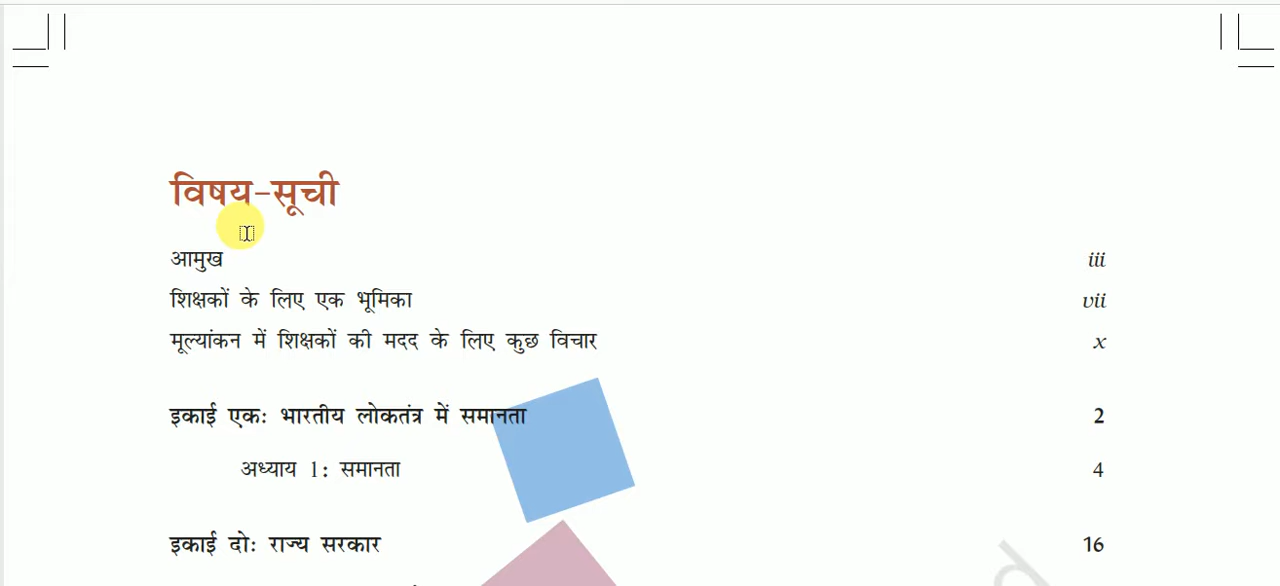 विषय-सूची
आमुख iii
शिक्षकों के लिए एक भूमिका vii
मूल्यांकन में शिक्षकों की मदद के लिए कुछ विचार x
इकाई एक: भारतीय लोकतंत्र में समानता 2
अध्याय 1: समानता 4
इकाई दो: राज्य सरकार 16